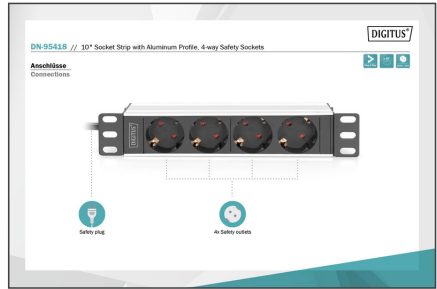 DIGITUS®
DN-95418 // 10" Socket Strip with Aluminum Profile, 4-way Safety Sockets
Anschlüsse
Connections
DIGITUS
Safety plug
4x Safety outlets